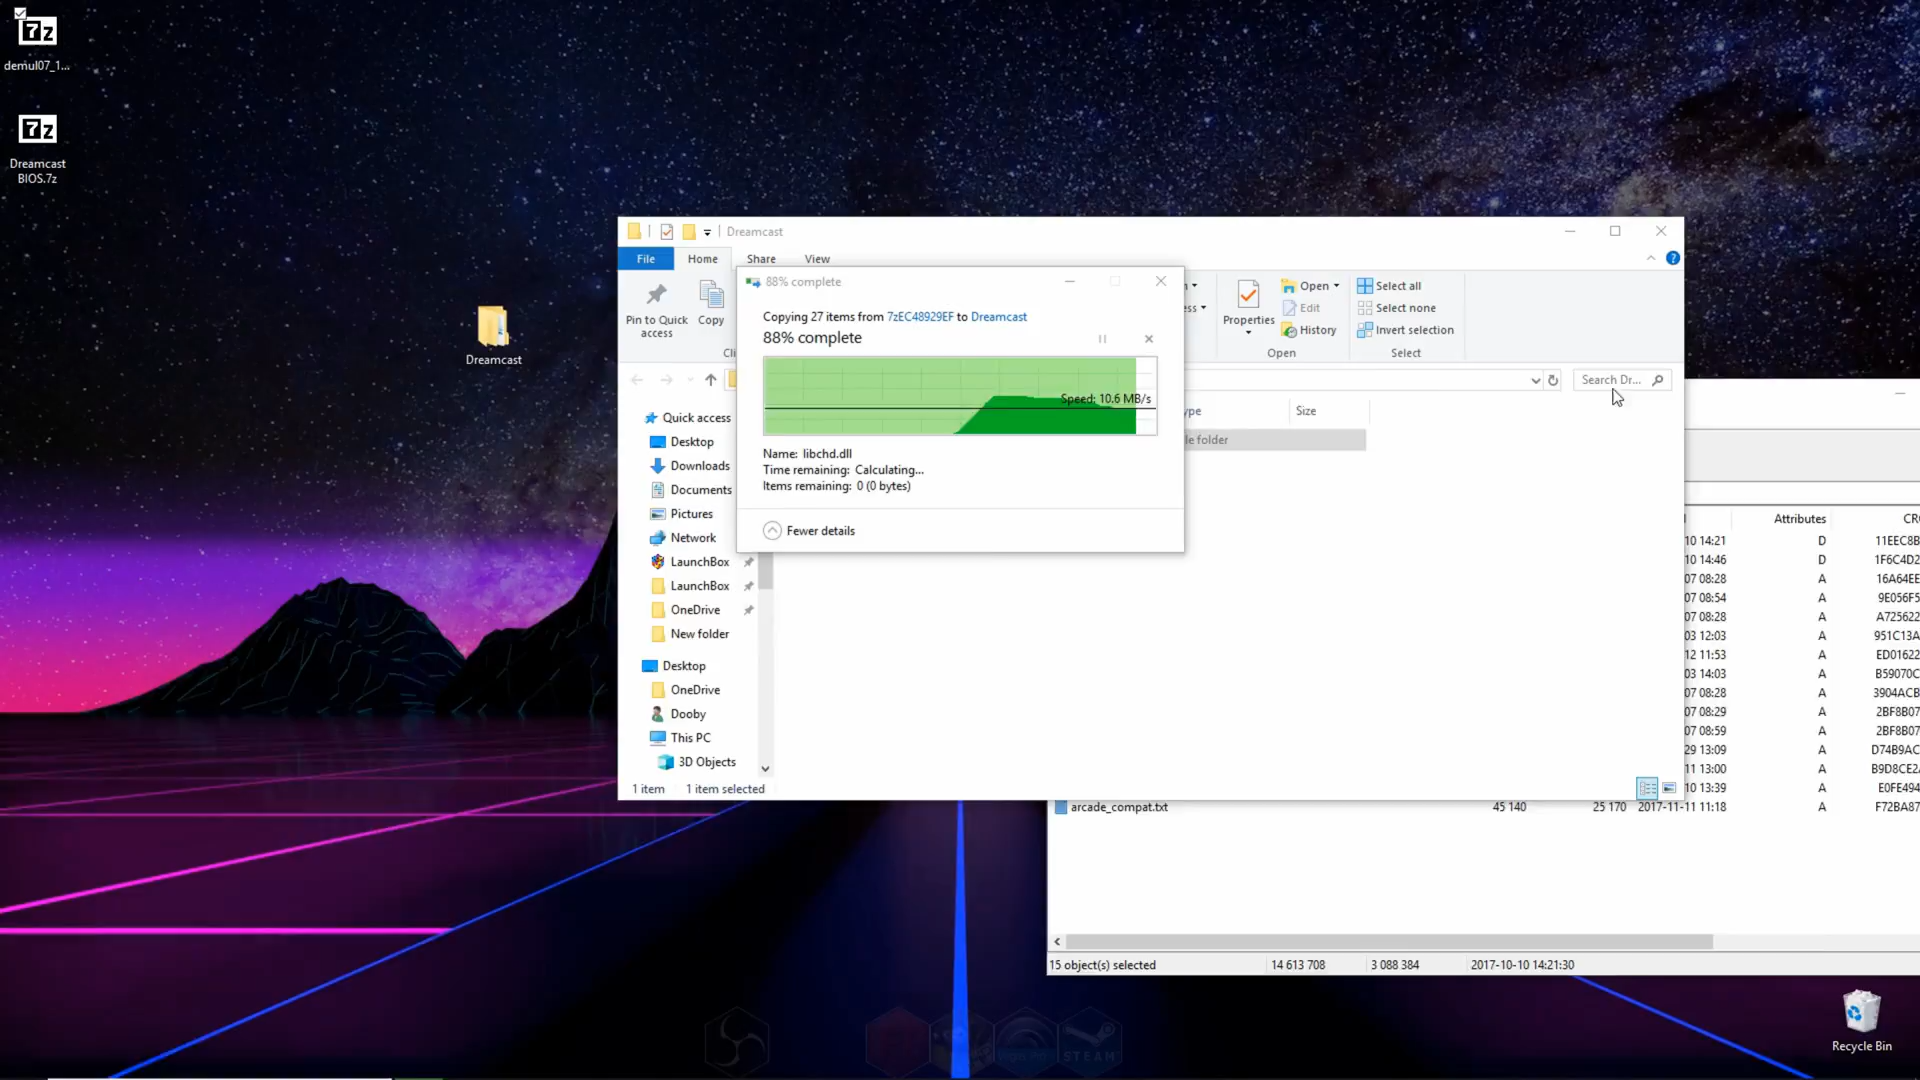 demul07_1...
Dreamcast
BIOS.7z
Dreamcast
Dreamcast
File
Home
Share
View
Pin to Quick
access
Copy
Properties
Open
Edit
History
Open
Select all
Select none
Invert selection
Select
88% complete
Copying 27 items from 7zEC48929EF to Dreamcast
88% complete
Speed: 10.6 MB/s
Name: libchd.dll
Time remaining: Calculating...
Items remaining: 0 (0 bytes)
Fewer details
Search Dr...
Size
Quick access
Desktop
Downloads
Documents
Pictures
Network
LaunchBox
LaunchBox
OneDrive
New folder
Desktop
OneDrive
Dooby
This PC
3D Objects
1 item
1 item selected
Attributes
CR
10 14:21 D 11EEC8B
10 14:46 D 1F6C4D2
07 08:28 A 16A64EE
07 08:54 A 9E056F5
07 08:28 A A725622
03 12:03 A 951C13A
12 11:53 A ED01622
03 14:03 A B59070C
07 08:28 A 3904ACB
07 08:29 A 2BF8B07
07 08:59 A 2BF8B07
29 13:09 A D74B9AC
11 13:00 A B9D8CE2
10 13:39 A E0FE494
arcade_compat.txt 45 140 25 170 2017-11-11 11:18 A F72BA87
15 object(s) selected 14 613 708 3 088 384 2017-10-10 14:21:30
STEAM
Recycle Bin